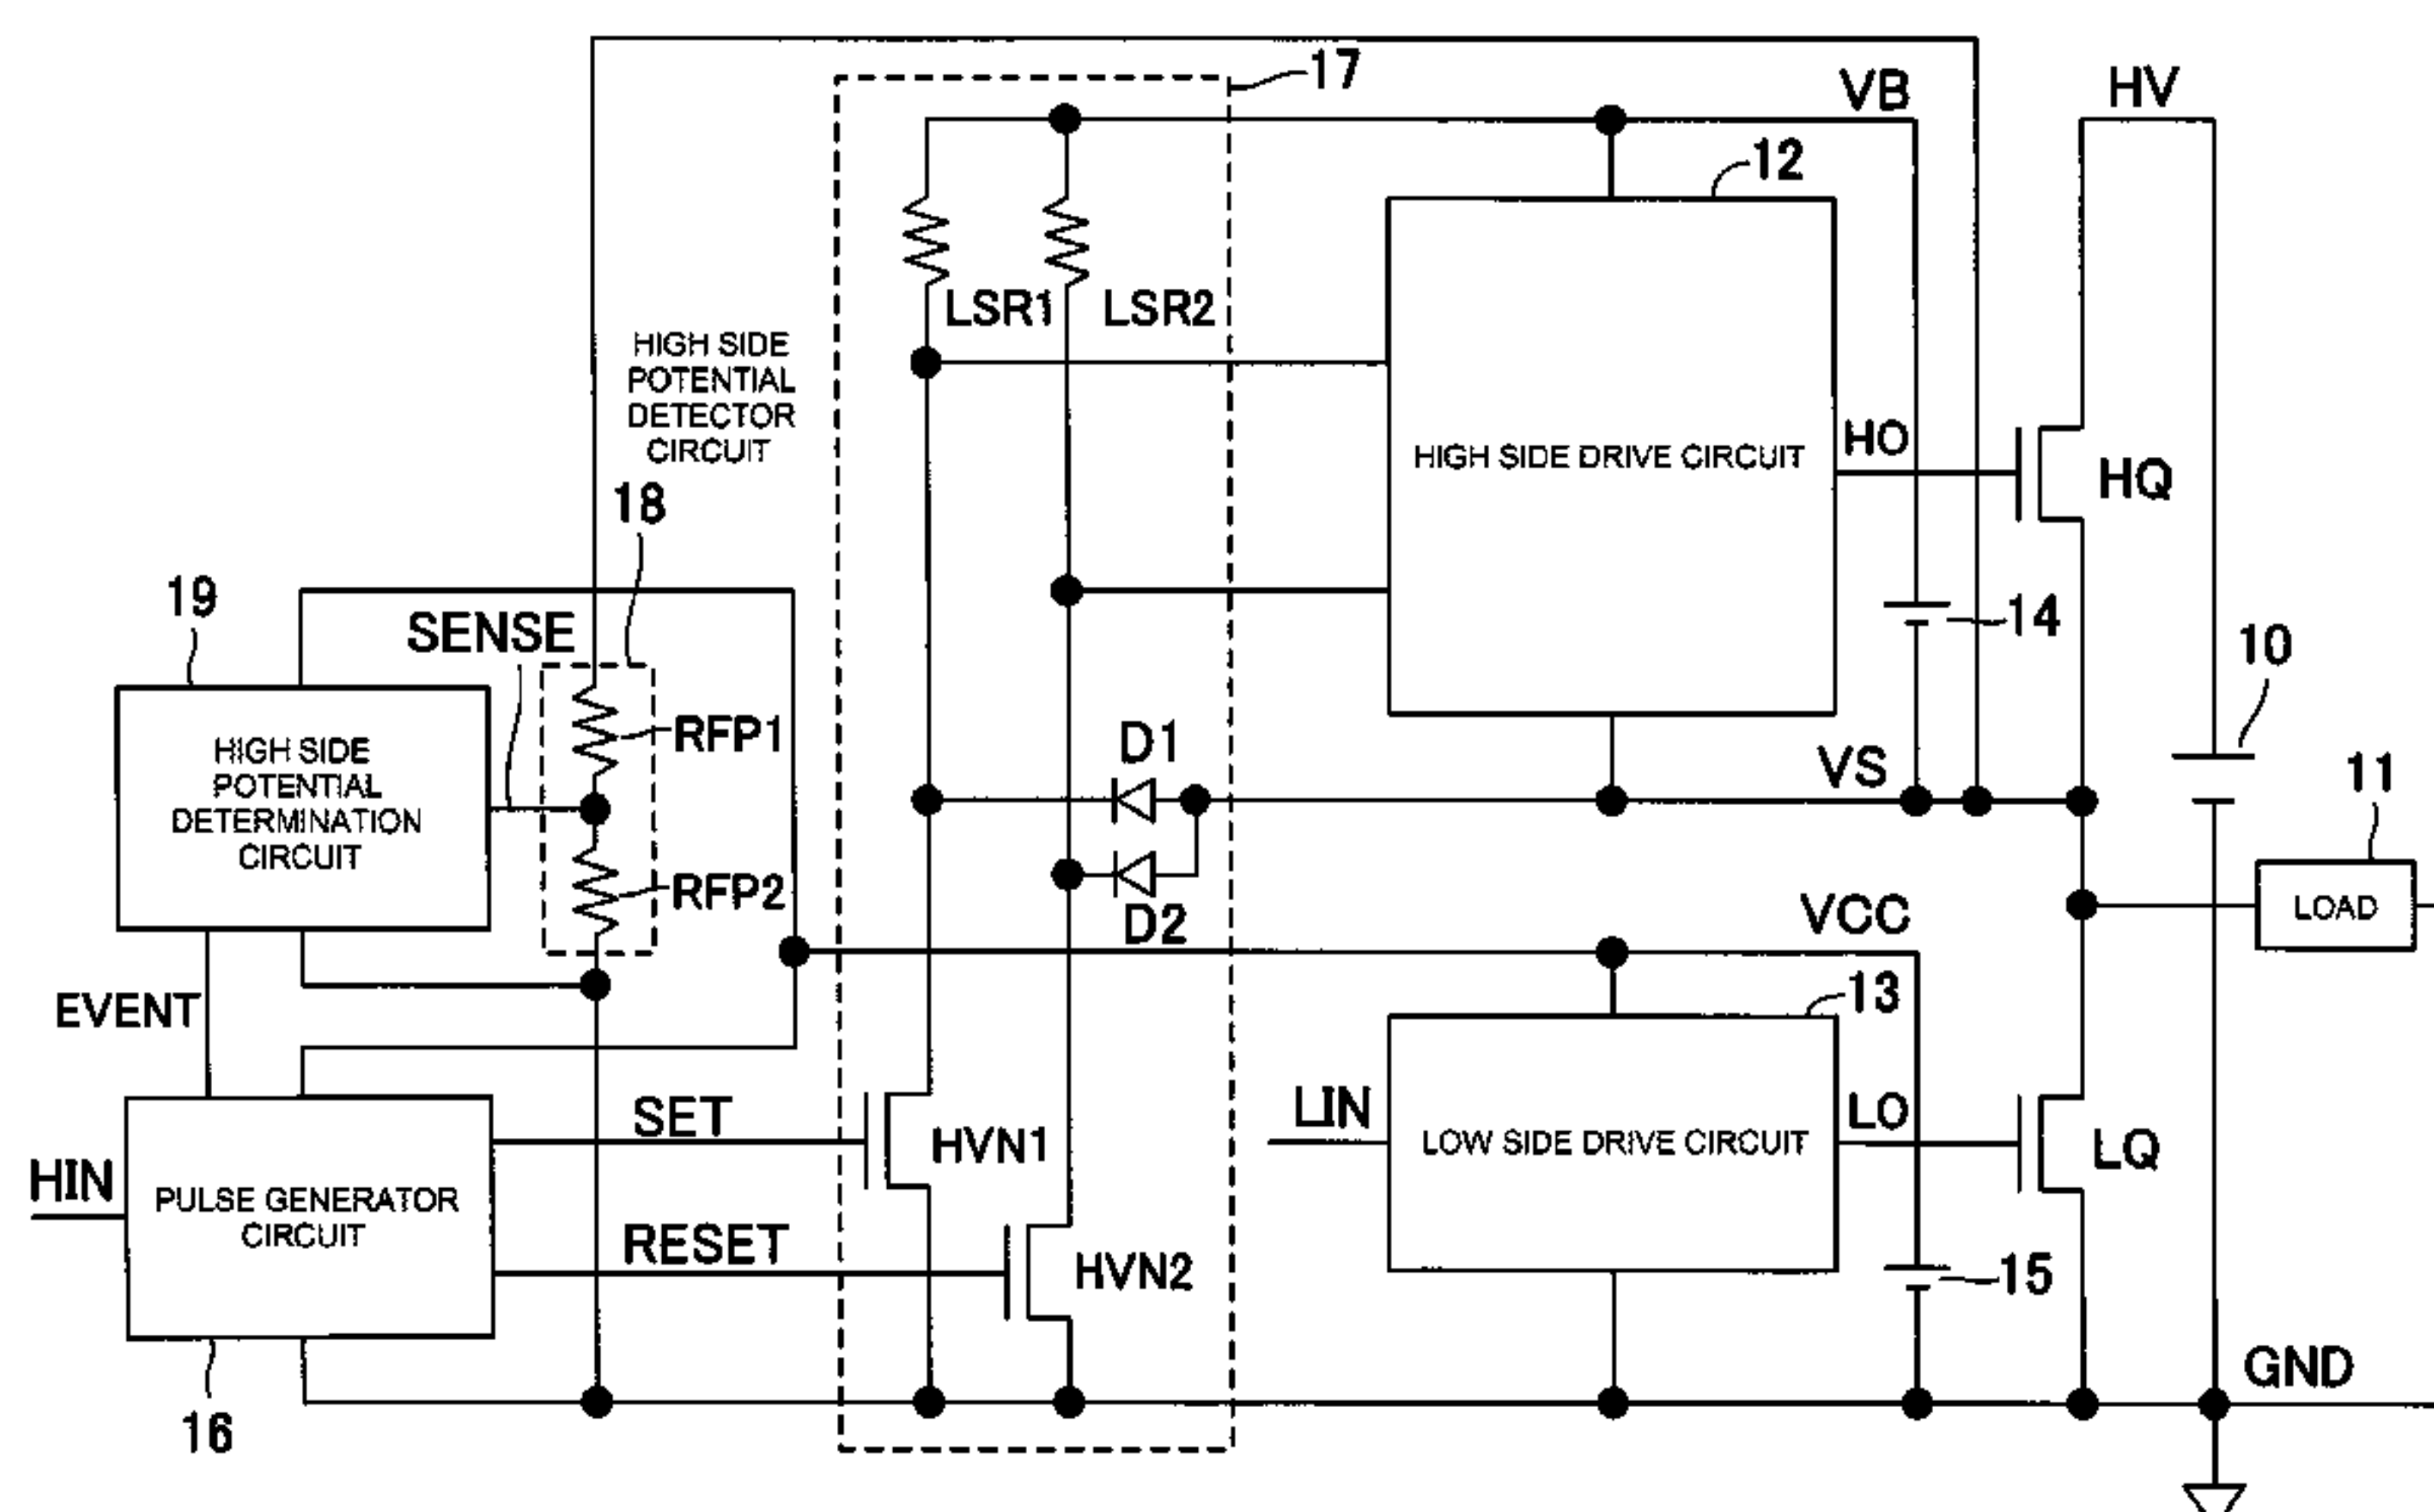 17
VB
HV
12
LSR1
LSR2
HIGH SIDE
POTENTIAL
DETECTOR
CIRCUIT
HIGH SIDE DRIVE CIRCUIT
HO
HQ
18
19
SENSE
14
10
HIGH SIDE
POTENTIAL
DETERMINATION
CIRCUIT
RFP1
D1
VS
11
RFP2
D2
VCC
LOAD
EVENT
13
SET
HVN1
LIN
LOW SIDE DRIVE CIRCUIT
LO
LQ
HIN
PULSE GENERATOR
CIRCUIT
RESET
HVN2
15
GND
16